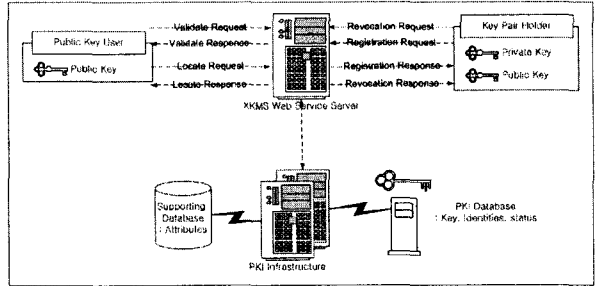 Validate Request
Revocation Request
Key Pair Holder
Public Key User
Validate Response
Registration Request
Private Key
Public Key
Locate Request
Registration Response
Public Key
Locate Response
Revocation Response
XKMS Web Service Server
Supporting
Database
: Attributes
PKI Database
: Key, Identities, status
PKI Infrastructure